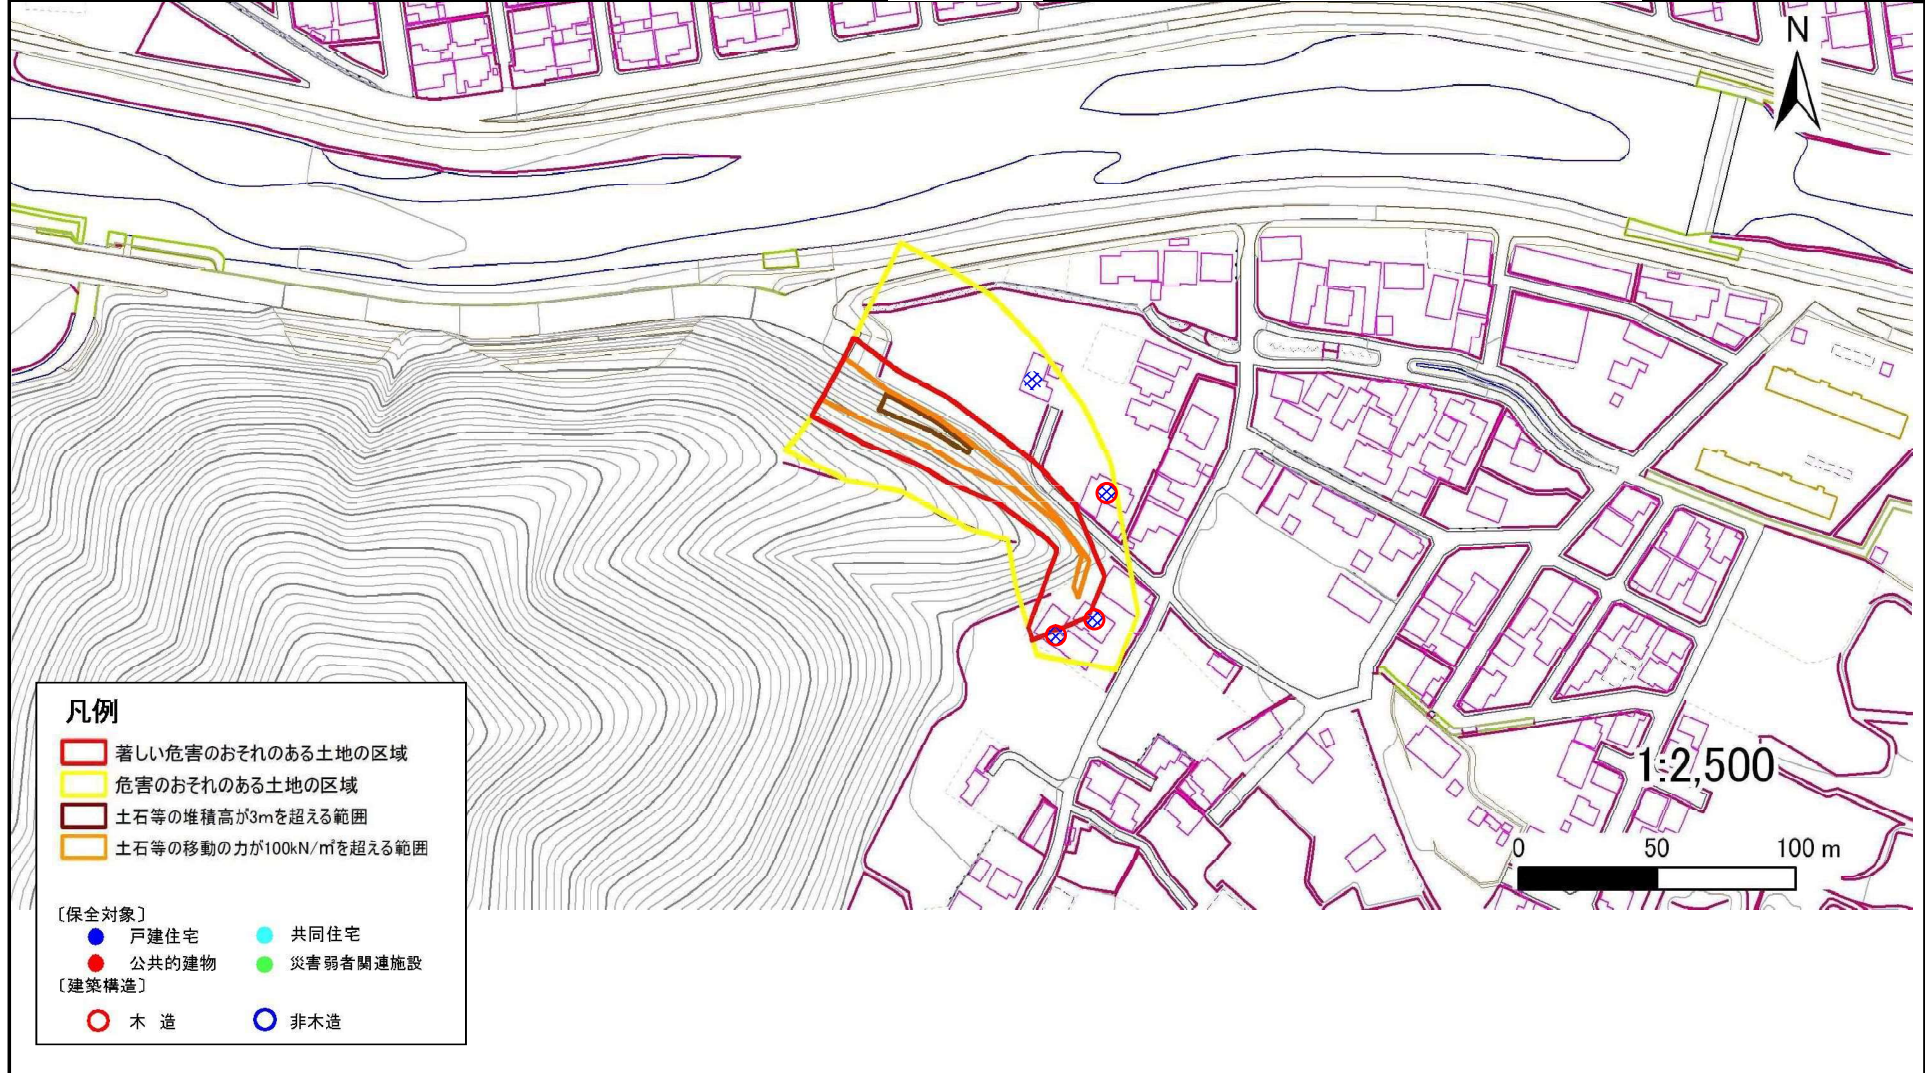 N
凡例
著しい危害のおそれのある土地の区域
危害のおそれのある土地の区域
土石等の堆積高が3mを超える範囲
土石等の移動の力が100kN/㎡を超える範囲
〔保全対象〕
戸建住宅 共同住宅
公共的建物 災害弱者関連施設
〔建築構造〕
木 造 非木造
1:2,500
0 50 100 m